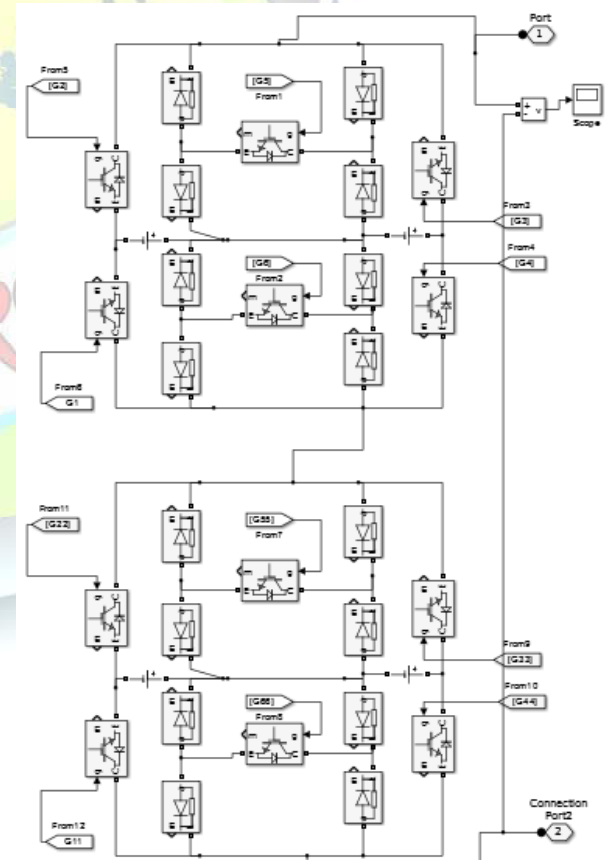 Port
1
From5
[G2]
[G5]
From1
+
-
v
Scope
g
C
E
m
From3
[G3]
From4
[G4]
[G6]
From2
From6
G1
From11
[G22]
[G55]
From7
From9
[G33]
From10
[G44]
[G66]
From8
From12
G11
Connection
Port2
2